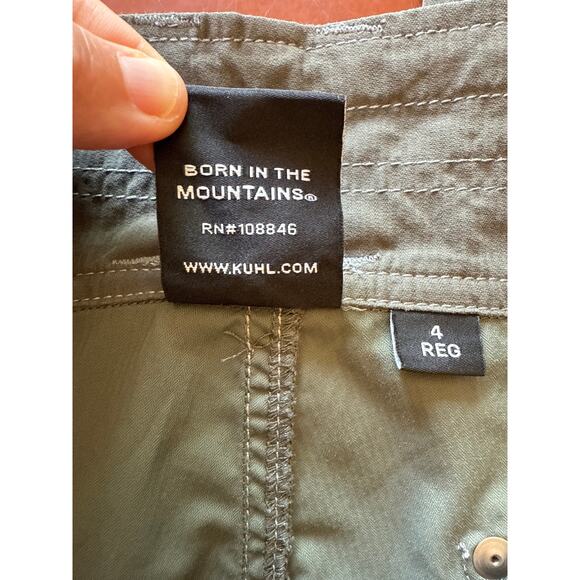 BORN IN THE
MOUNTAINS®
RN#108846
WWW.KUHL.COM
4
REG